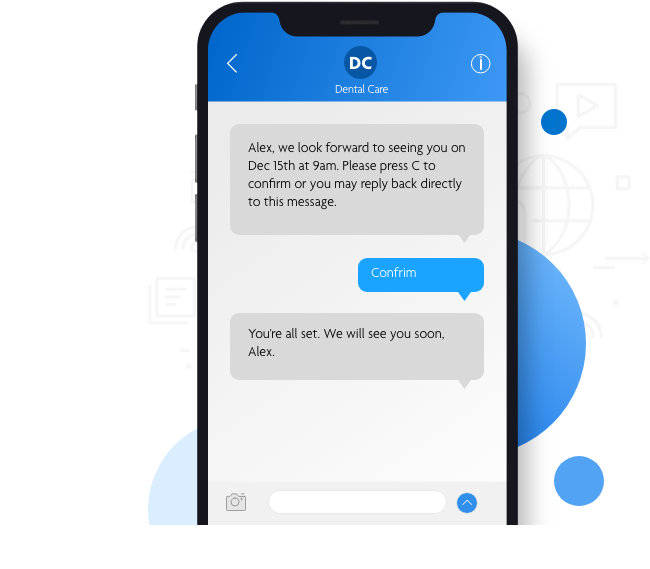 DC
Dental Care
Alex, we look forward to seeing you on
Dec 15th at 9am. Please press C to
confirm or you may reply back directly
to this message.
Confrim
You're all set. We will see you soon,
Alex.